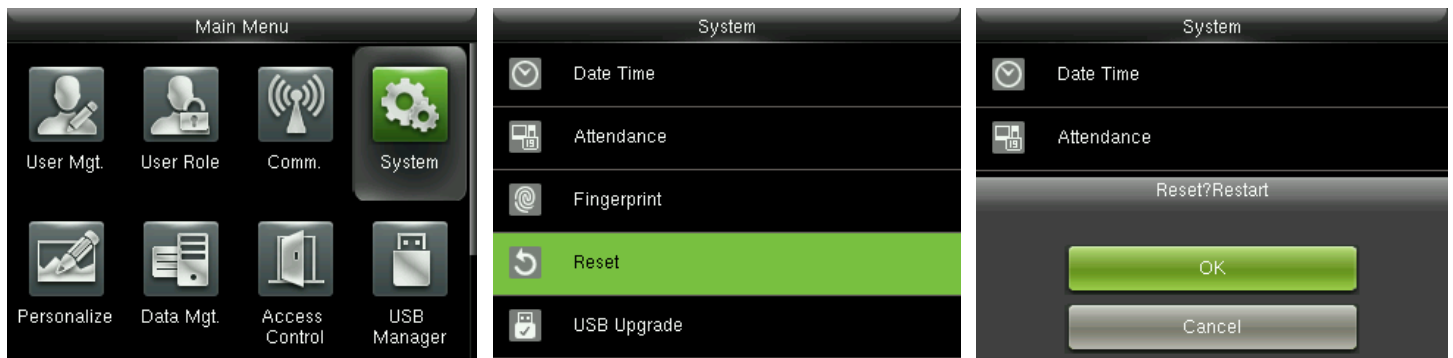 Main Menu
User Mgt.
User Role
Comm.
System
Personalize
Data Mgt.
Access
Control
USB
Manager
System
Date Time
Attendance
Fingerprint
Reset
USB Upgrade
System
Date Time
Attendance
Reset?Restart
OK
Cancel